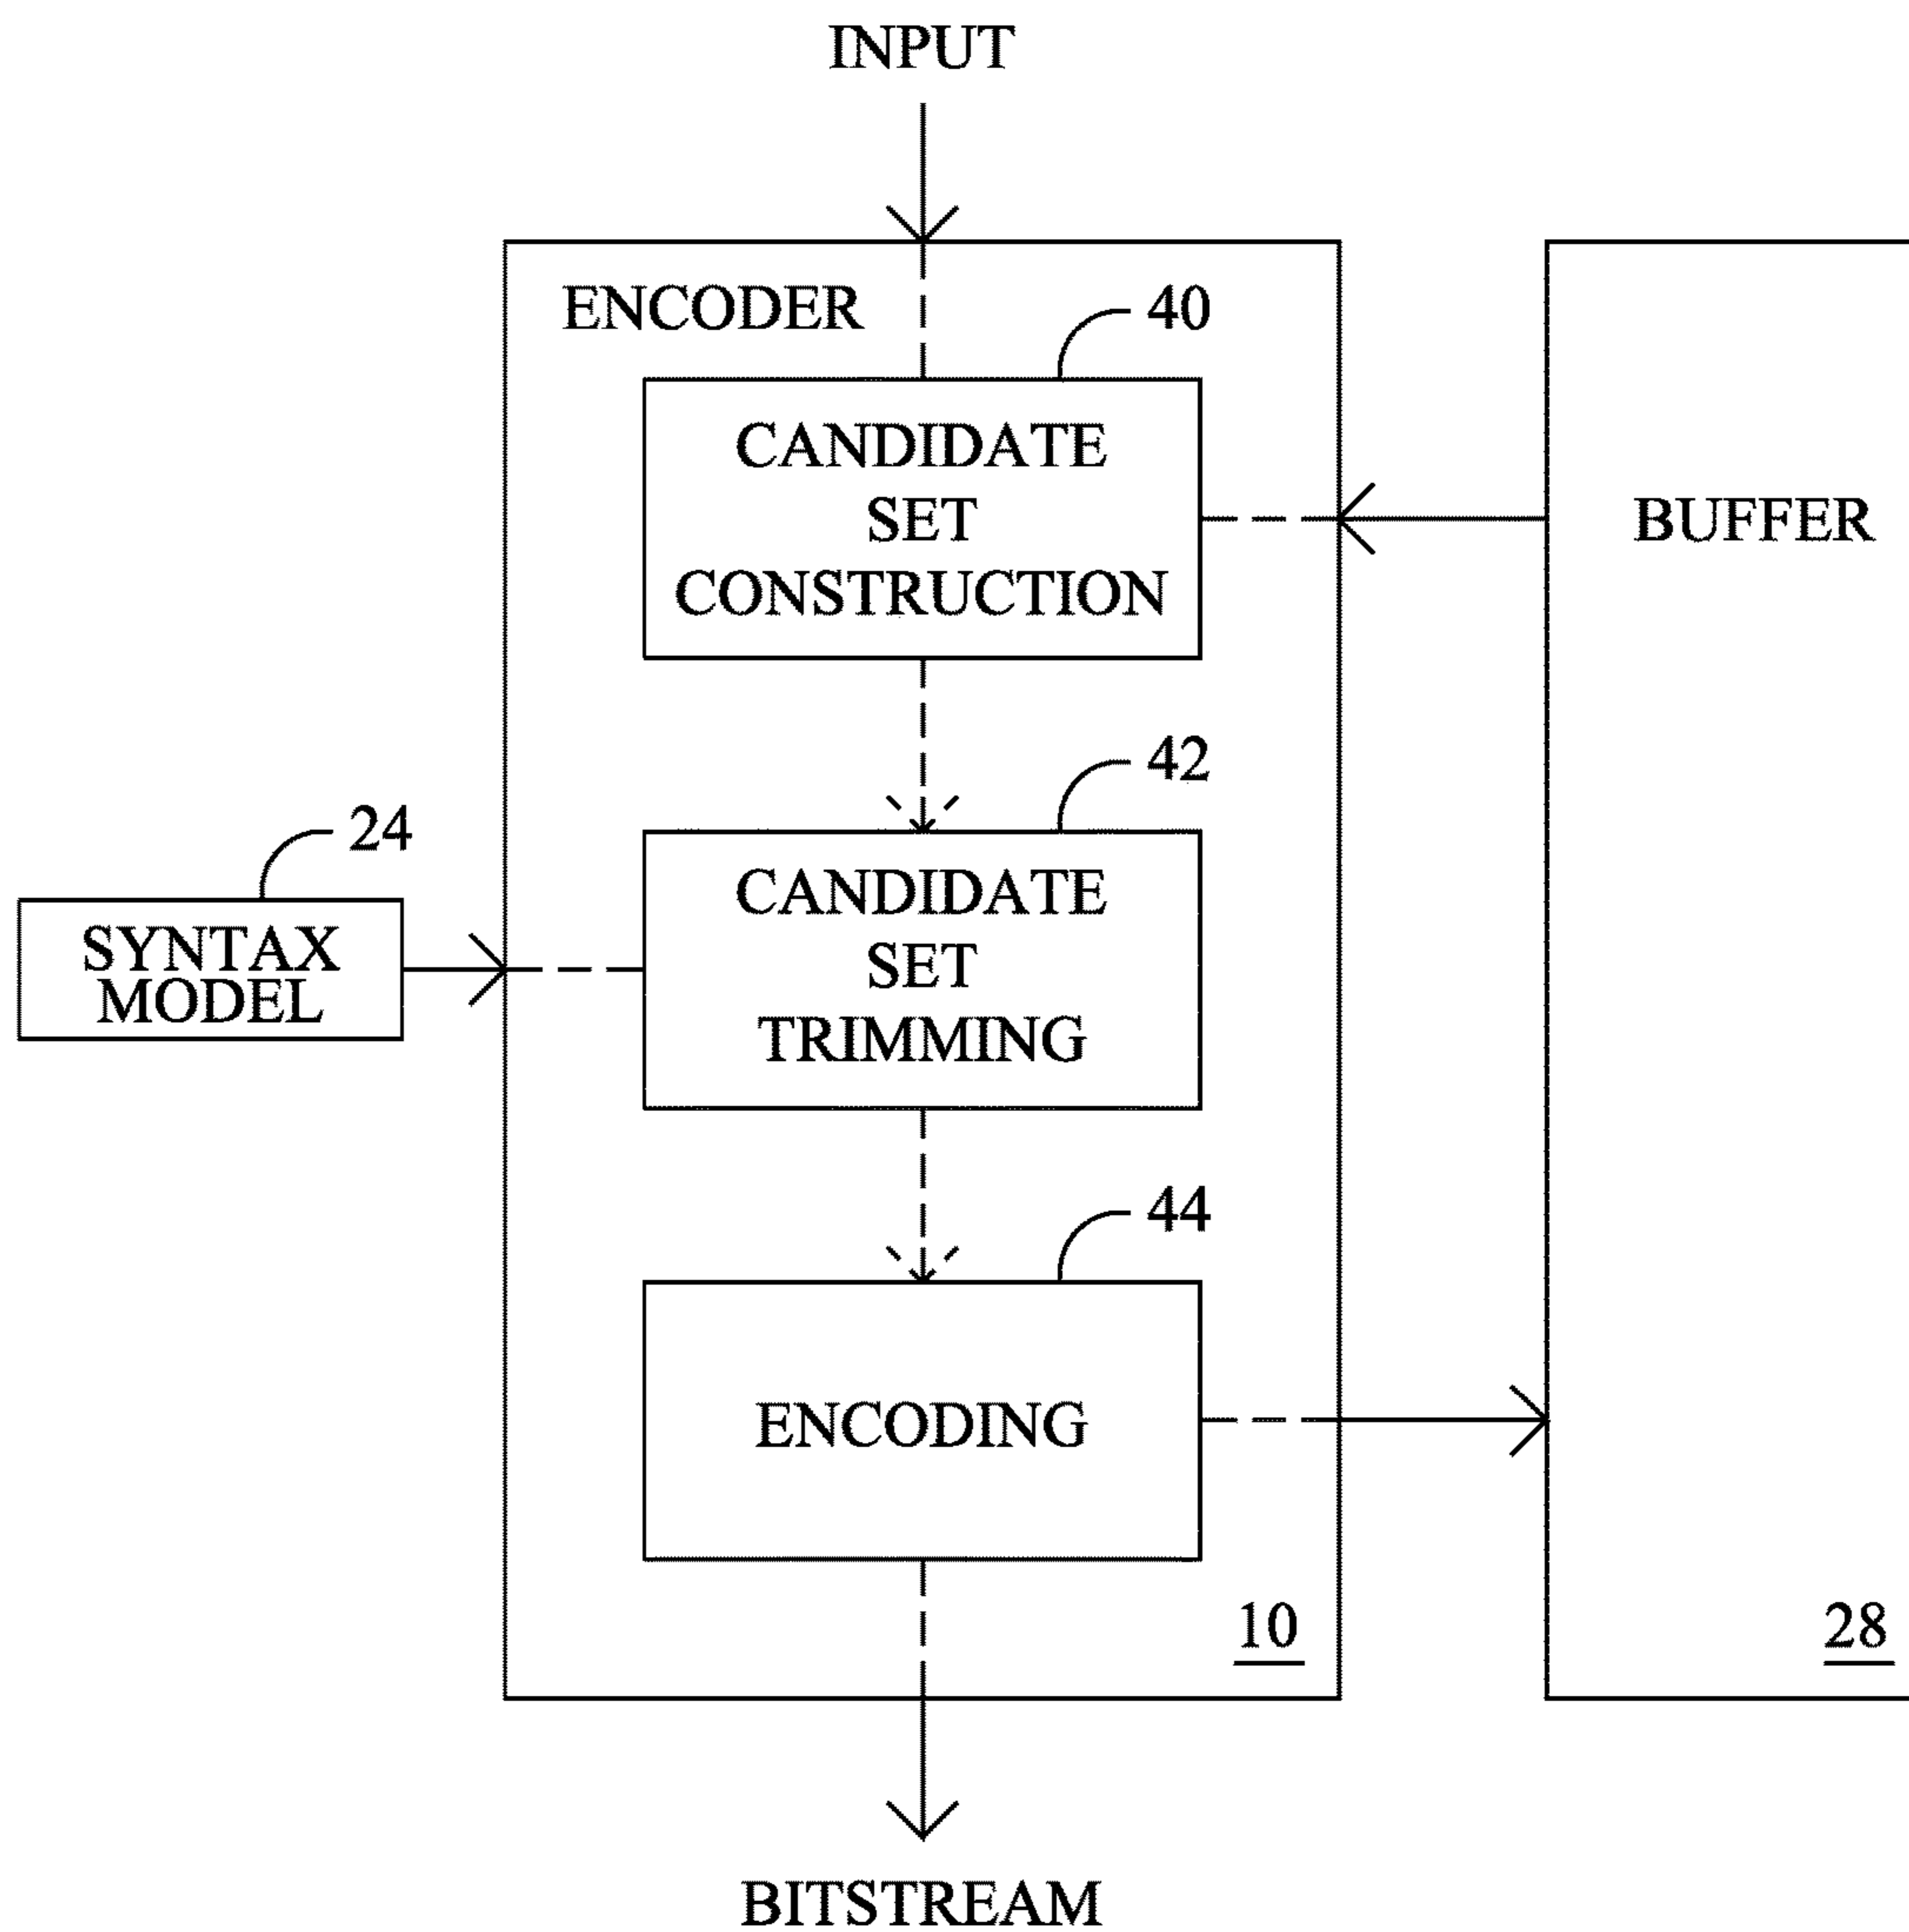 INPUT
ENCODER
40
CANDIDATE
SET
CONSTRUCTION
BUFFER
42
24
SYNTAX
MODEL
CANDIDATE
SET
TRIMMING
44
ENCODING
10
28
BITSTREAM